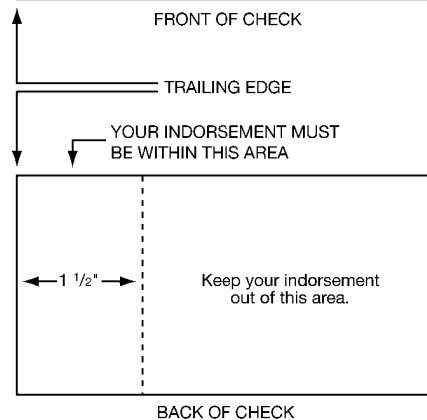 FRONT OF CHECK
TRAILING EDGE
YOUR INDORSEMENT MUST
BE WITHIN THIS AREA
1 1/2"
Keep your indorsement
out of this area.
BACK OF CHECK